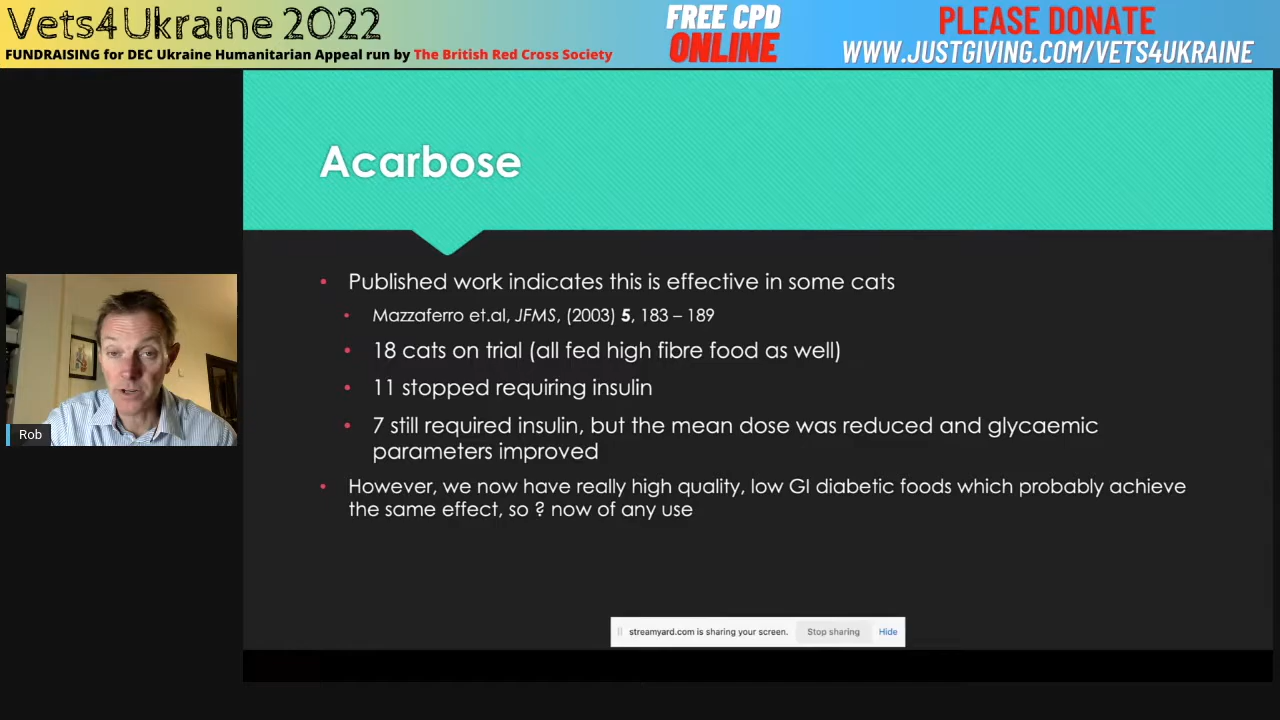 Vets4Ukraine 2022
FUNDRAISING for DEC Ukraine Humanitarian Appeal run by The British Red Cross Society
FREE CPD
ONLINE
PLEASE DONATE
WWW.JUSTGIVING.COM/VETS4UKRAINE
Acarbose
• Published work indicates this is effective in some cats
• Mazzaferro et.al, JFMS, (2003) 5, 183 – 189
• 18 cats on trial (all fed high fibre food as well)
• 11 stopped requiring insulin
• 7 still required insulin, but the mean dose was reduced and glycaemic
parameters improved
• However, we now have really high quality, low GI diabetic foods which probably achieve
the same effect, so ? now of any use
Rob
streamyard.com is sharing your screen. Stop sharing Hide